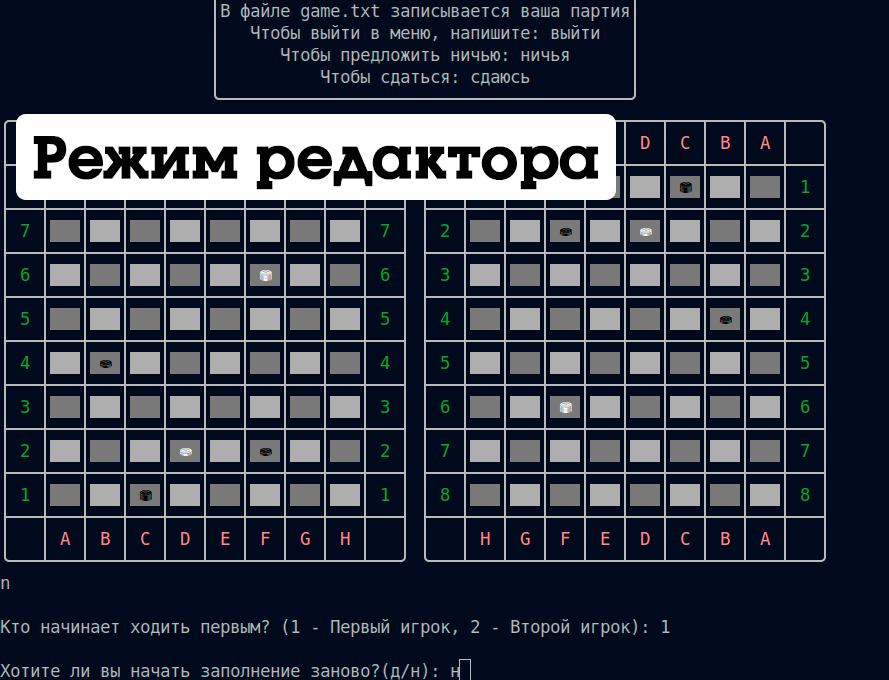 В файле game.txt записывается ваша партия
Чтобы выйти в меню, напишите: выйти
Чтобы предложить ничью: ничья
Чтобы сдаться: сдаюсь
Режим редактора
D C B A
1
7 7 2 2
6 6 3 3
5 5 4 4
4 4 5 5
3 3 6 6
2 2 7 7
1 1 8 8
A B C D E F G H H G F E D C B A
n
Кто начинает ходить первым? (1 - Первый игрок, 2 - Второй игрок): 1
Хотите ли вы начать заполнение заново?(д/н): н